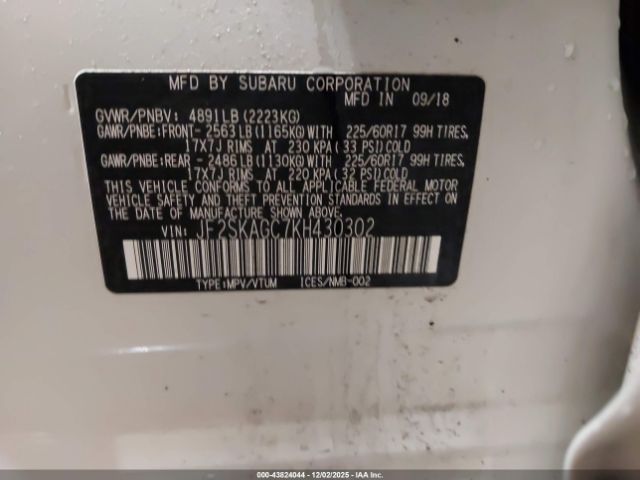 MFD BY SUBARU CORPORATION
MFD IN 09/18
GVWR/PNBV: 4891LB (2223KG)
GAWR/PNBE:FRONT- 2563LB (1165KG) WITH 225/60R17 99H TIRES,
17X7J RIMS AT 230 KPA (33 PSI) COLD
GAWR/PNBE:REAR - 2486LB (1130KG) WITH 225/60R17 99H TIRES,
17X7J RIMS AT 220 KPA (32 PSI) COLD
THIS VEHICLE CONFORMS TO ALL APPLICABLE FEDERAL MOTOR
VEHICLE SAFETY AND THEFT PREVENTION STANDARDS IN EFFECT ON
THE DATE OF MANUFACTURE SHOWN ABOVE.
VIN: JF2SKAGC7KH430302
TYPE:MPV/VTUM ICES/NMB-002
000-43824044 | 12/02/2025 | IAA Inc.